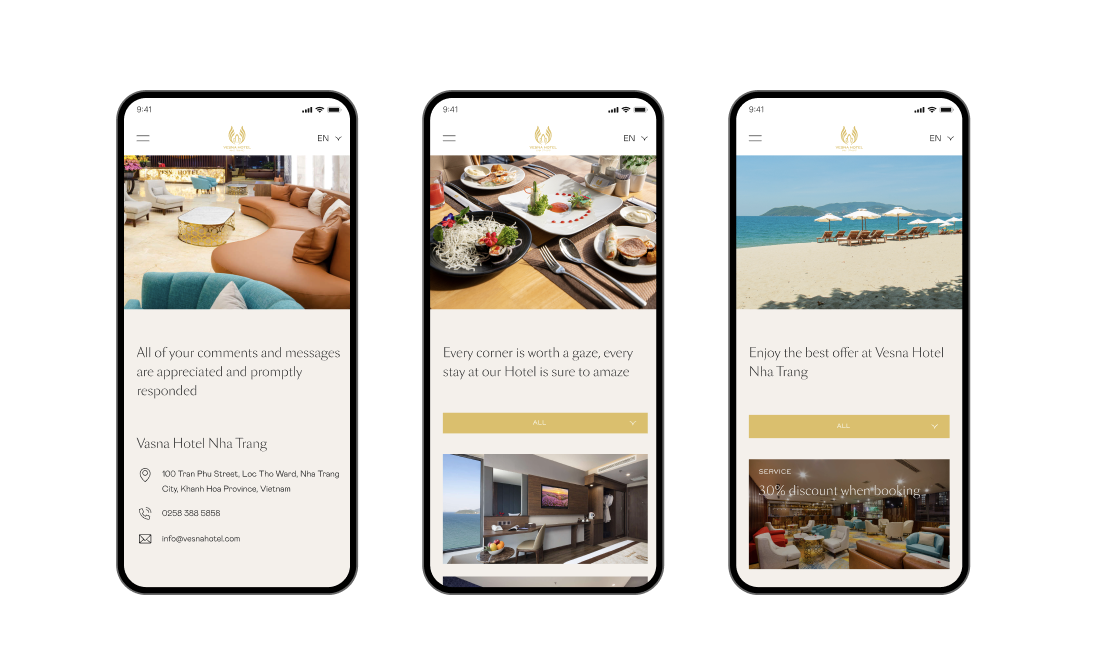 9:41
EN
VESNA HOTEL
VESNA HOTEL
All of your comments and messages
are appreciated and promptly
responded
Vasna Hotel Nha Trang
100 Tran Phu Street, Loc Tho Ward, Nha Trang
City, Khanh Hoa Province, Vietnam
0258 388 5858
info@vesnahotel.com
9:41
EN
VESNA HOTEL
Every corner is worth a gaze, every
stay at our Hotel is sure to amaze
ALL
9:41
EN
VESNA HOTEL
Enjoy the best offer at Vesna Hotel
Nha Trang
ALL
SERVICE
30% discount when booking